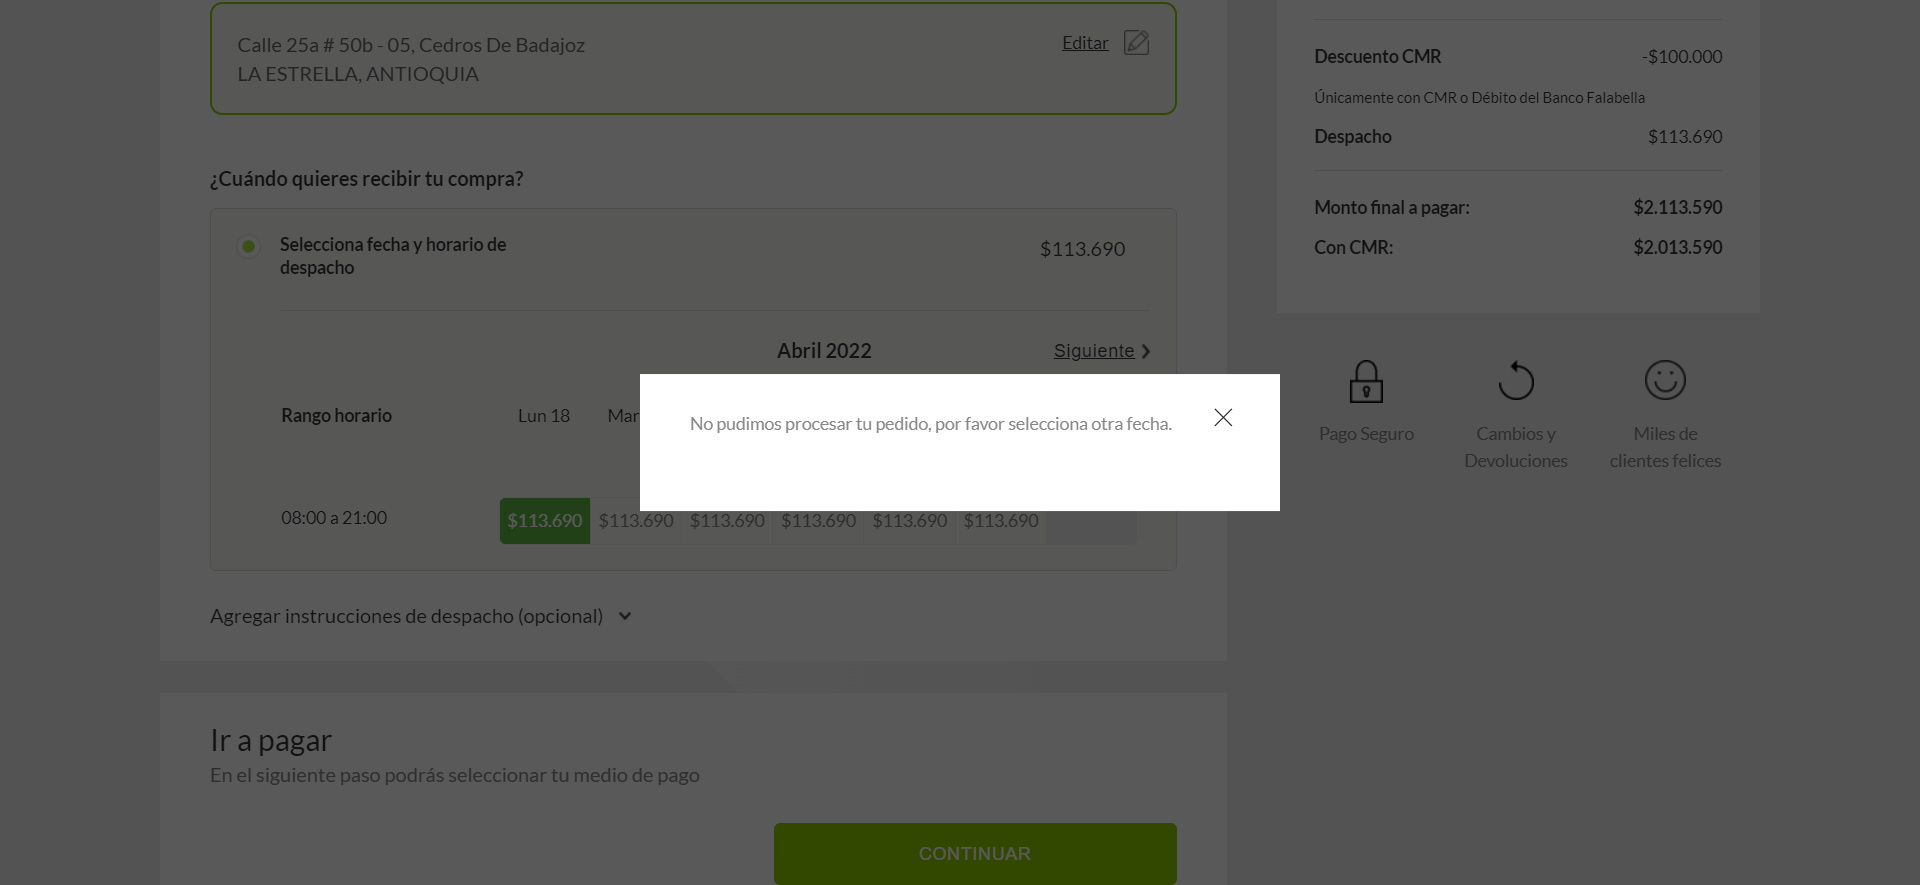 Calle 25a # 50b - 05, Cedros De Badajoz
LA ESTRELLA, ANTIOQUIA
Editar
¿Cuándo quieres recibir tu compra?
Selecciona fecha y horario de
despacho
$113.690
Abril 2022
Siguiente
Rango horario
Lun 18
Mar
08:00 a 21:00
$113.690 $113.690 $113.690 $113.690 $113.690 $113.690
Agregar instrucciones de despacho (opcional)
Ir a pagar
En el siguiente paso podrás seleccionar tu medio de pago
CONTINUAR
No pudimos procesar tu pedido, por favor selecciona otra fecha.
Descuento CMR -$100.000
Únicamente con CMR o Débito del Banco Falabella
Despacho $113.690
Monto final a pagar: $2.113.590
Con CMR: $2.013.590
Pago Seguro
Cambios y
Devoluciones
Miles de
clientes felices